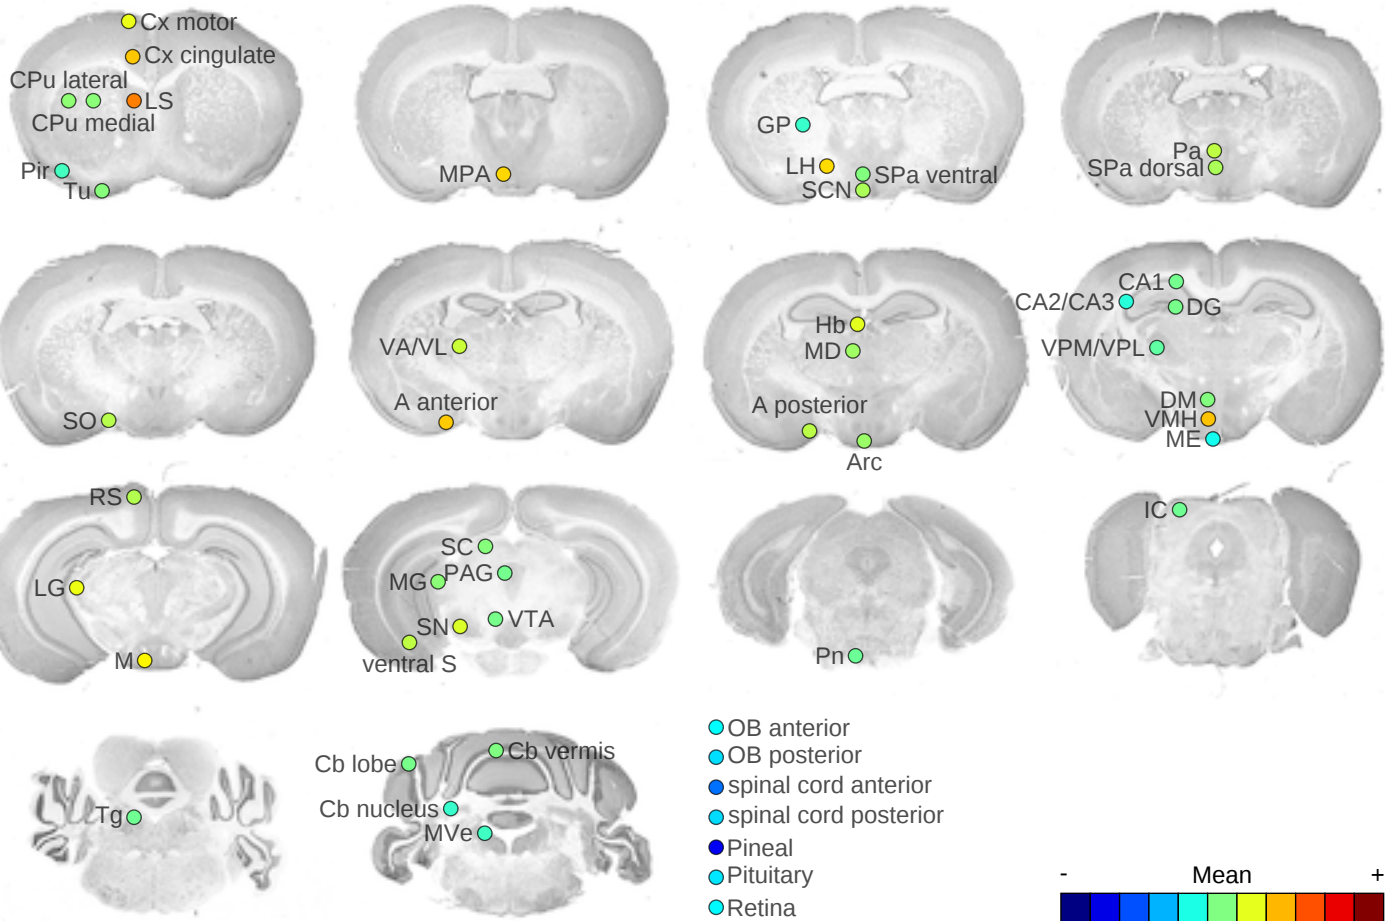 Cx motor
Cx cingulate
CPu lateral
LS
CPu medial
Pir
Tu
MPA
GP
LH
SPa ventral
SCN
Pa
SPa dorsal
SO
VA/VL
A anterior
Hb
MD
A posterior
Arc
CA1
CA2/CA3
DG
VPM/VPL
DM
VMH
ME
RS
LG
M
SC
MG
PAG
SN
VTA
ventral S
Pn
IC
Tg
Cb lobe
Cb vermis
Cb nucleus
MVe
OB anterior
OB posterior
spinal cord anterior
spinal cord posterior
Pineal
Pituitary
Retina
- Mean +